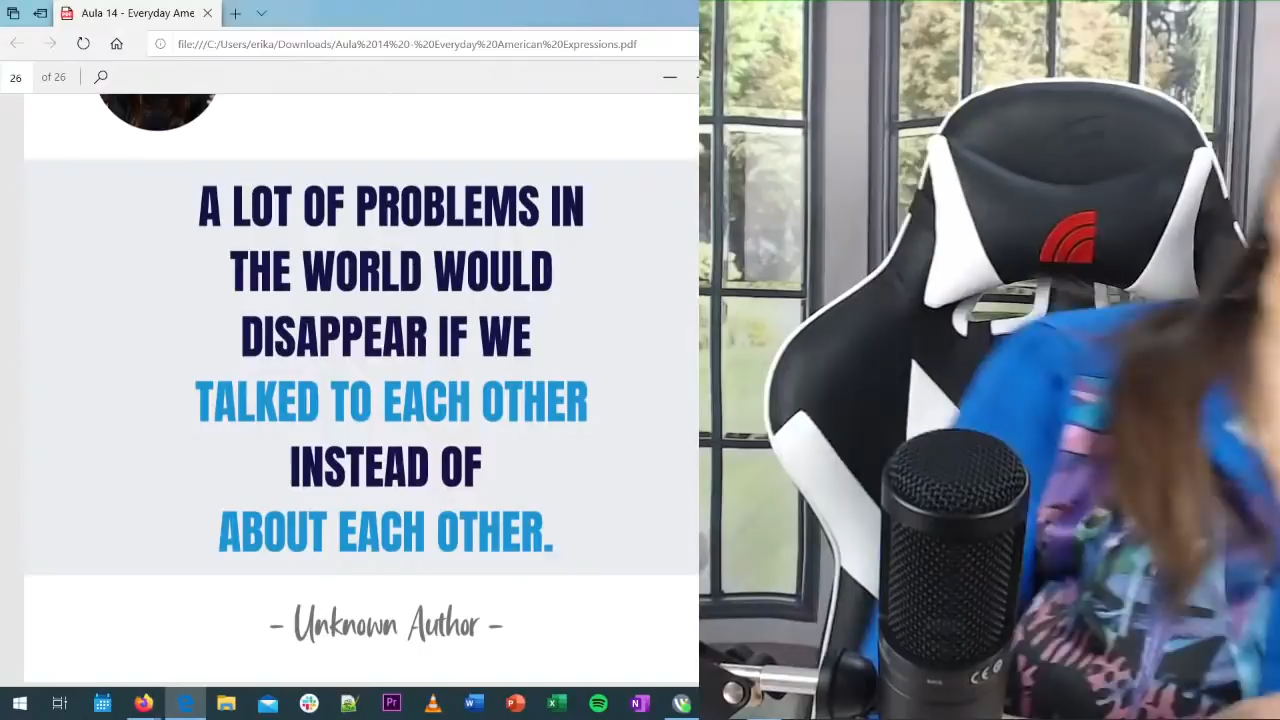 Aula 14 - Everyday Ame
file:///C:/Users/erika/Downloads/Aula%2014%20-%20Everyday%20American%20Expressions.pdf
26 of 26
A LOT OF PROBLEMS IN
THE WORLD WOULD
DISAPPEAR IF WE
TALKED TO EACH OTHER
INSTEAD OF
ABOUT EACH OTHER.
- Unknown Author -